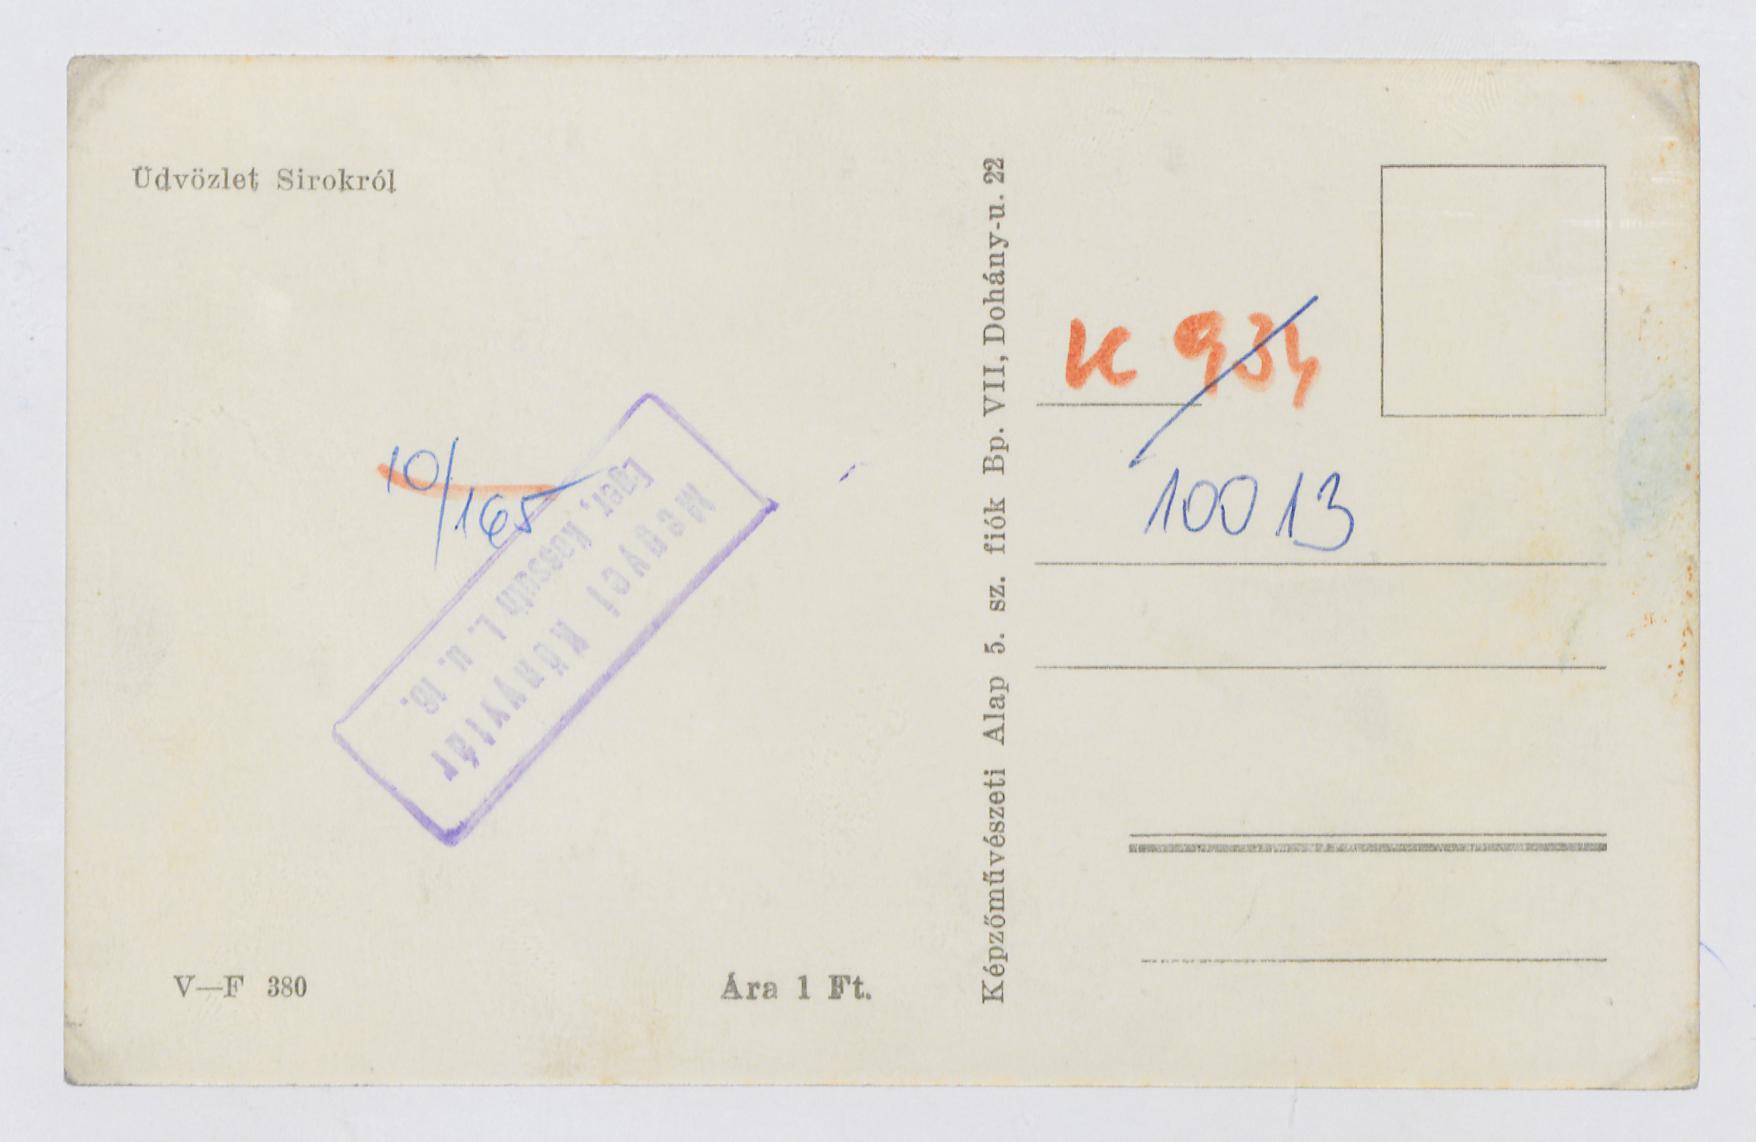 Üdvözlet Sirokról
10/165
Megyei Könyvtár
Eger, Kossuth L. u. 16.
V—F 380
Ára 1 Ft.
Képzőművészeti Alap 5. sz. fiók Bp. VII, Dohány-u. 22
K 934
10013